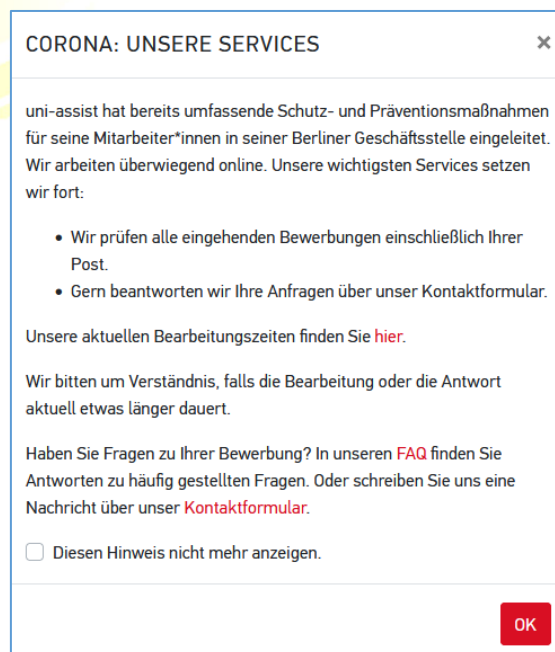 CORONA: UNSERE SERVICES ×
uni-assist hat bereits umfassende Schutz- und Präventionsmaßnahmen
für seine Mitarbeiter*innen in seiner Berliner Geschäftsstelle eingeleitet.
Wir arbeiten überwiegend online. Unsere wichtigsten Services setzen
wir fort:
• Wir prüfen alle eingehenden Bewerbungen einschließlich Ihrer
Post.
• Gern beantworten wir Ihre Anfragen über unser Kontaktformular.
Unsere aktuellen Bearbeitungszeiten finden Sie hier.
Wir bitten um Verständnis, falls die Bearbeitung oder die Antwort
aktuell etwas länger dauert.
Haben Sie Fragen zu Ihrer Bewerbung? In unseren FAQ finden Sie
Antworten zu häufig gestellten Fragen. Oder schreiben Sie uns eine
Nachricht über unser Kontaktformular.
Diesen Hinweis nicht mehr anzeigen.
OK